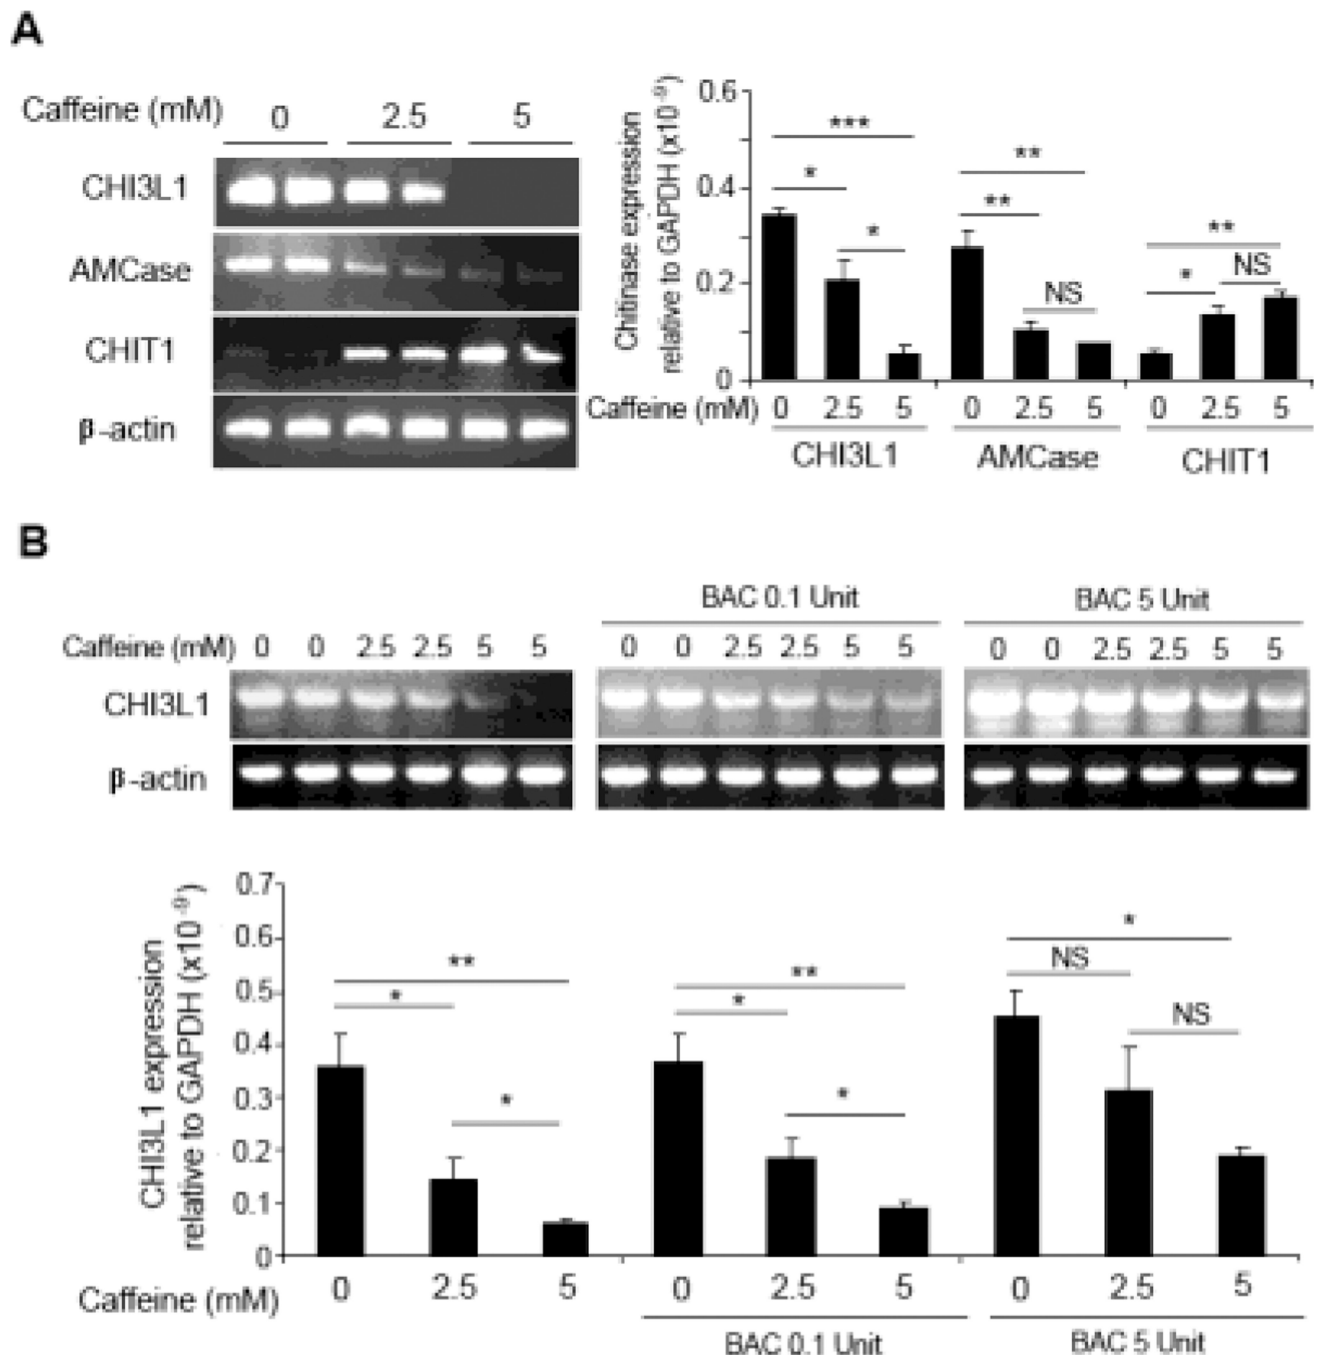 A
Caffeine (mM) 0 2.5 5
CHI3L1
AMCase
CHIT1
β-actin
Chitinase expression
relative to GAPDH (x10⁻⁹)
0.6
0.4
0.2
0
***
*
*
**
**
NS
**
*
NS
Caffeine (mM) 0 2.5 5 0 2.5 5 0 2.5 5
CHI3L1 AMCase CHIT1
B
BAC 0.1 Unit BAC 5 Unit
Caffeine (mM) 0 0 2.5 2.5 5 5 0 0 2.5 2.5 5 5 0 0 2.5 2.5 5 5
CHI3L1
β-actin
CHI3L1 expression
relative to GAPDH (x10⁻⁹)
0.7
0.6
0.5
0.4
0.3
0.2
0.1
0
**
*
*
**
*
*
*
NS
NS
Caffeine (mM) 0 2.5 5 0 2.5 5 0 2.5 5
BAC 0.1 Unit BAC 5 Unit